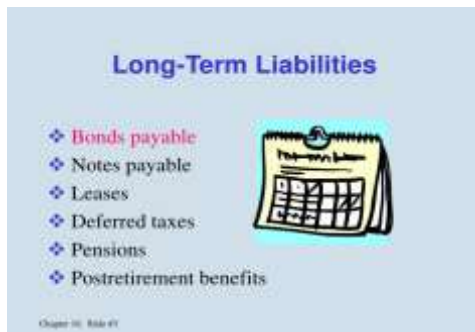 Long-Term Liabilities
Bonds payable
Notes payable
Leases
Deferred taxes
Pensions
Postretirement benefits